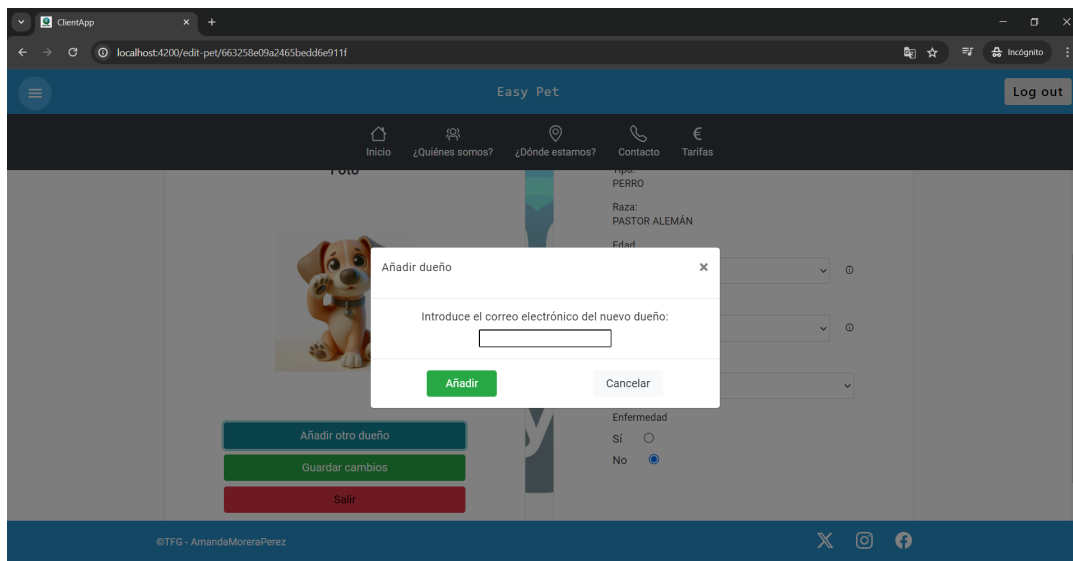 ClientApp
localhost:4200/edit-pet/663258e09a2465bedd6e911f
Incógnito
Easy Pet
Log out
Inicio
¿Quiénes somos?
¿Dónde estamos?
Contacto
€
Tarifas
Foto
Tipo:
PERRO
Raza:
PASTOR ALEMÁN
Edad
Añadir dueño
Introduce el correo electrónico del nuevo dueño:
Añadir
Cancelar
Enfermedad
Sí
No
Añadir otro dueño
Guardar cambios
Salir
©TFG - AmandaMoreraPerez